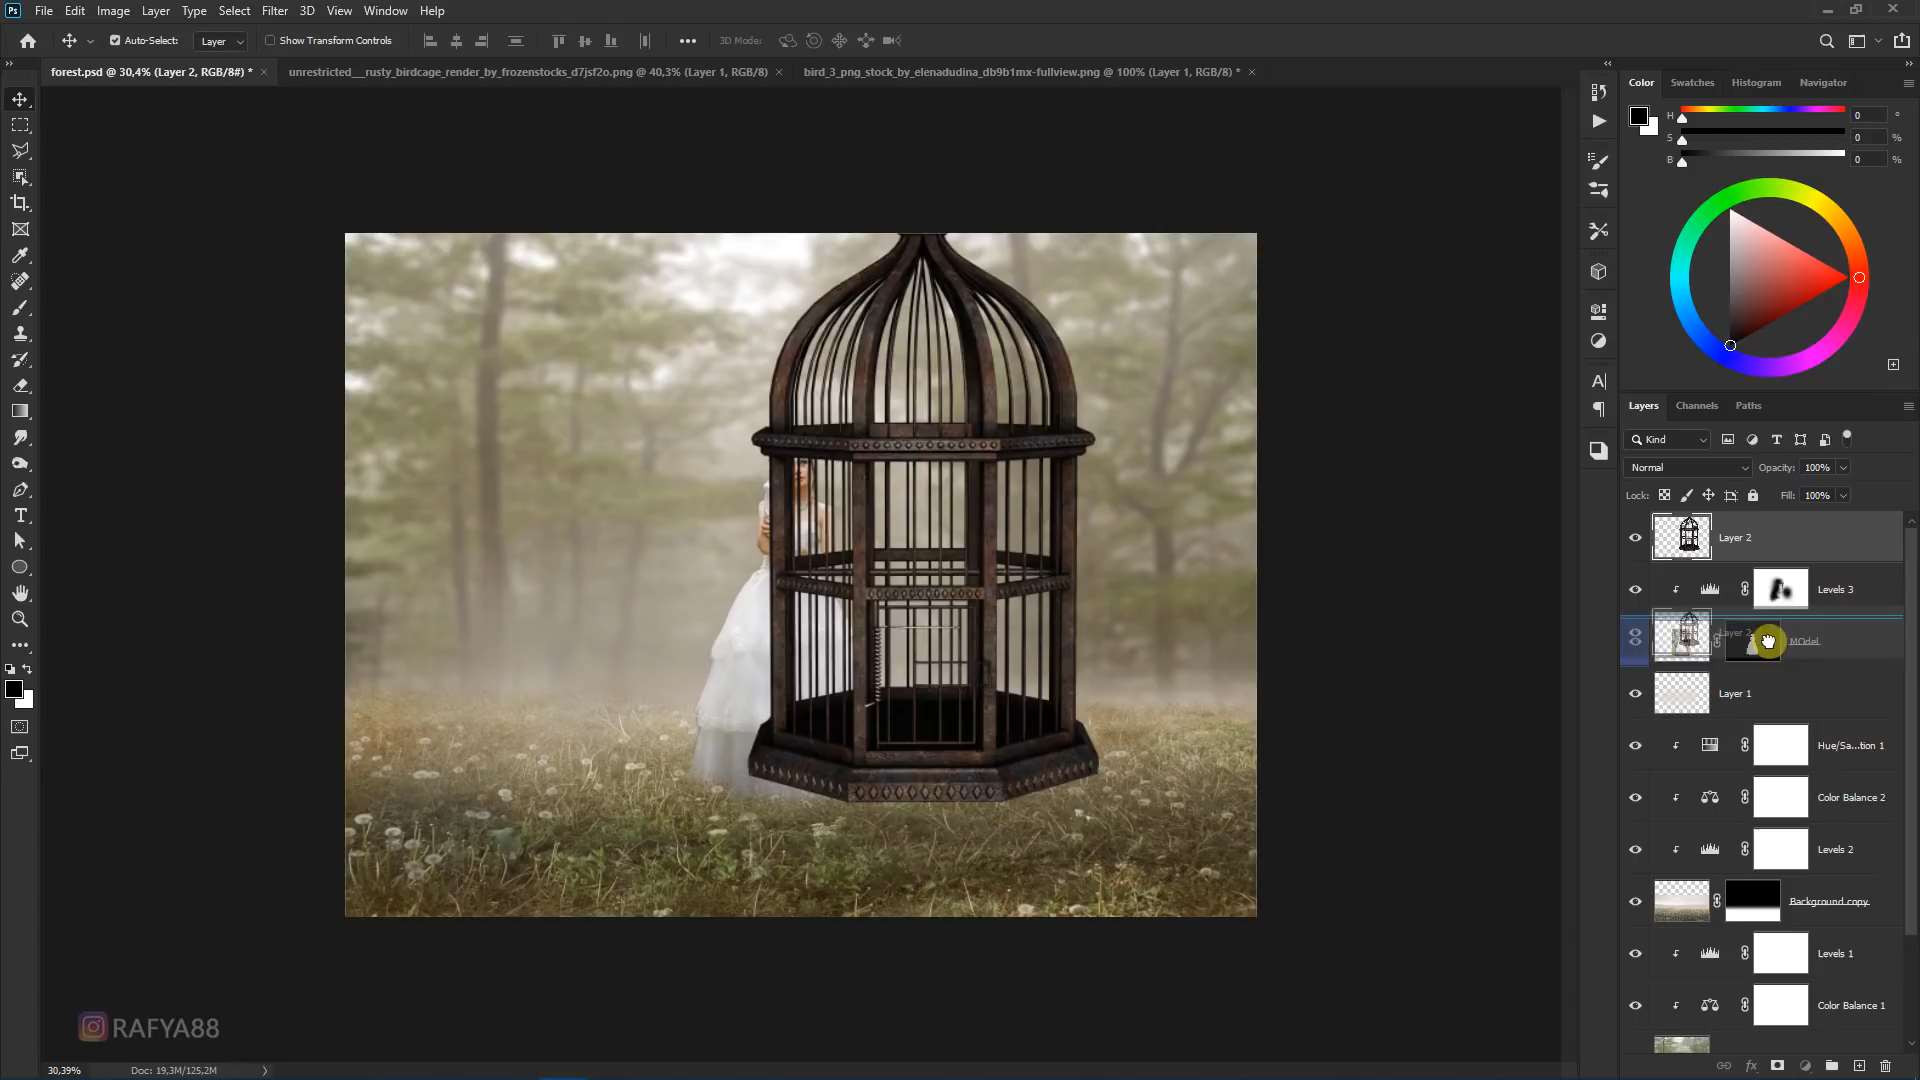 Ps File Edit Image Layer Type Select Filter 3D View Window Help
Auto-Select: Layer Show Transform Controls 3D Mode:
forest.psd @ 30,4% (Layer 2, RGB/8#) * unrestricted__rusty_birdcage_render_by_frozenstocks_d7jsf2o.png @ 40,3% (Layer 1, RGB/8) bird_3_png_stock_by_elenadudina_db9b1mx-fullview.png @ 100% (Layer 1, RGB/8) *
Color Swatches Histogram Navigator
H 0 °
S 0 %
B 0 %
Layers Channels Paths
Kind
Normal Opacity: 100%
Lock: Fill: 100%
Layer 2
Levels 3
Layer 2
MOdel
Layer 1
Hue/Sa...tion 1
Color Balance 2
Levels 2
Background copy
Levels 1
Color Balance 1
RAFYA88
30,39% Doc: 19,3M/125,2M